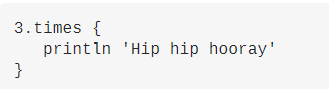 3.times {
   println 'Hip hip hooray'
}